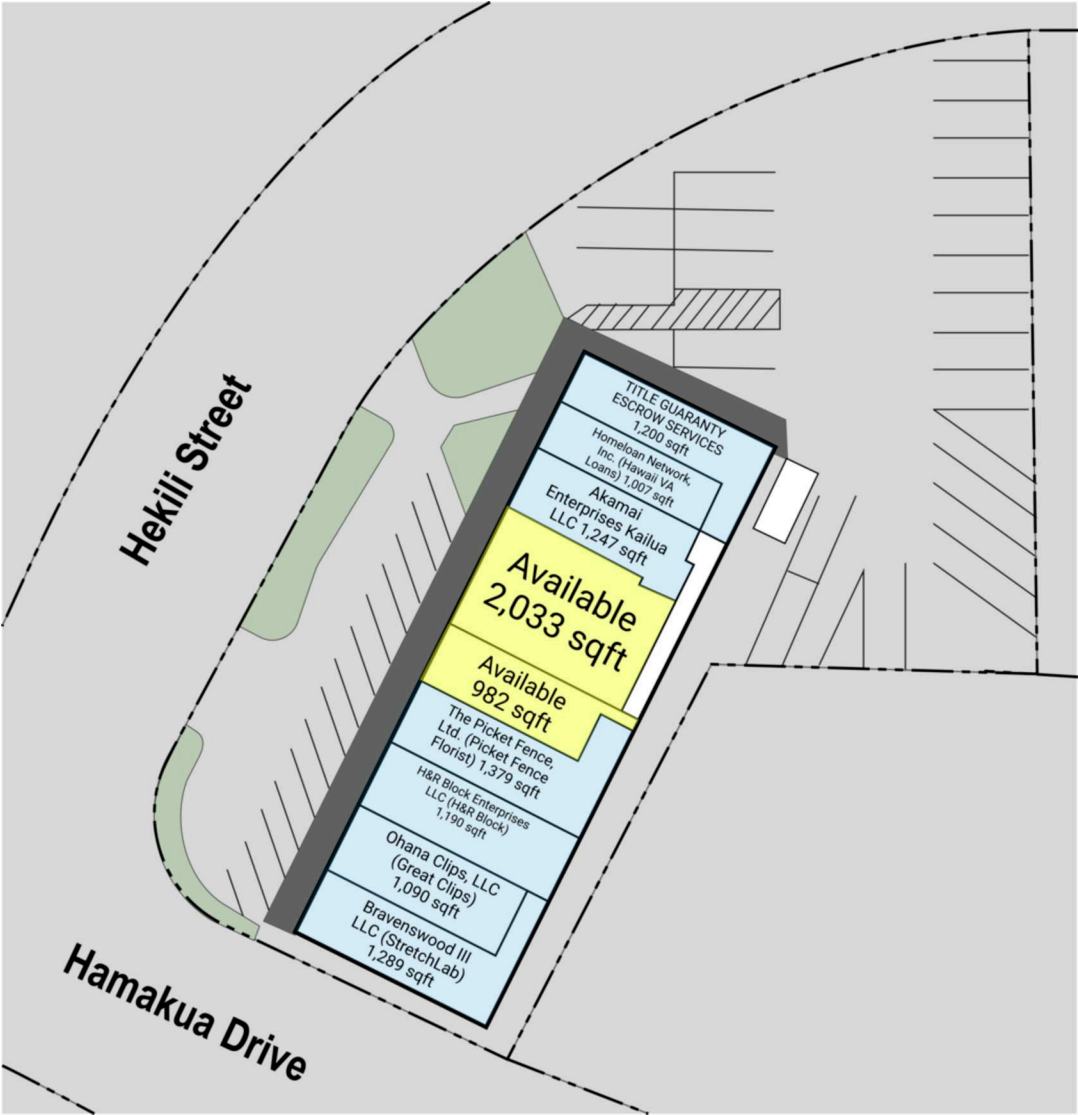 Hekili Street
TITLE GUARANTY
ESCROW SERVICES
1,200 sqft
Homeloan Network,
Inc. (Hawaii VA
Loans) 1,007 sqft
Akamai
Enterprises Kailua
LLC 1,247 sqft
Available
2,033 sqft
Available
982 sqft
The Picket Fence,
Ltd. (Picket Fence
Florist) 1,379 sqft
H&R Block Enterprises
LLC (H&R Block)
1,190 sqft
Ohana Clips, LLC
(Great Clips)
1,090 sqft
Bravenswood III
LLC (StretchLab)
1,289 sqft
Hamakua Drive